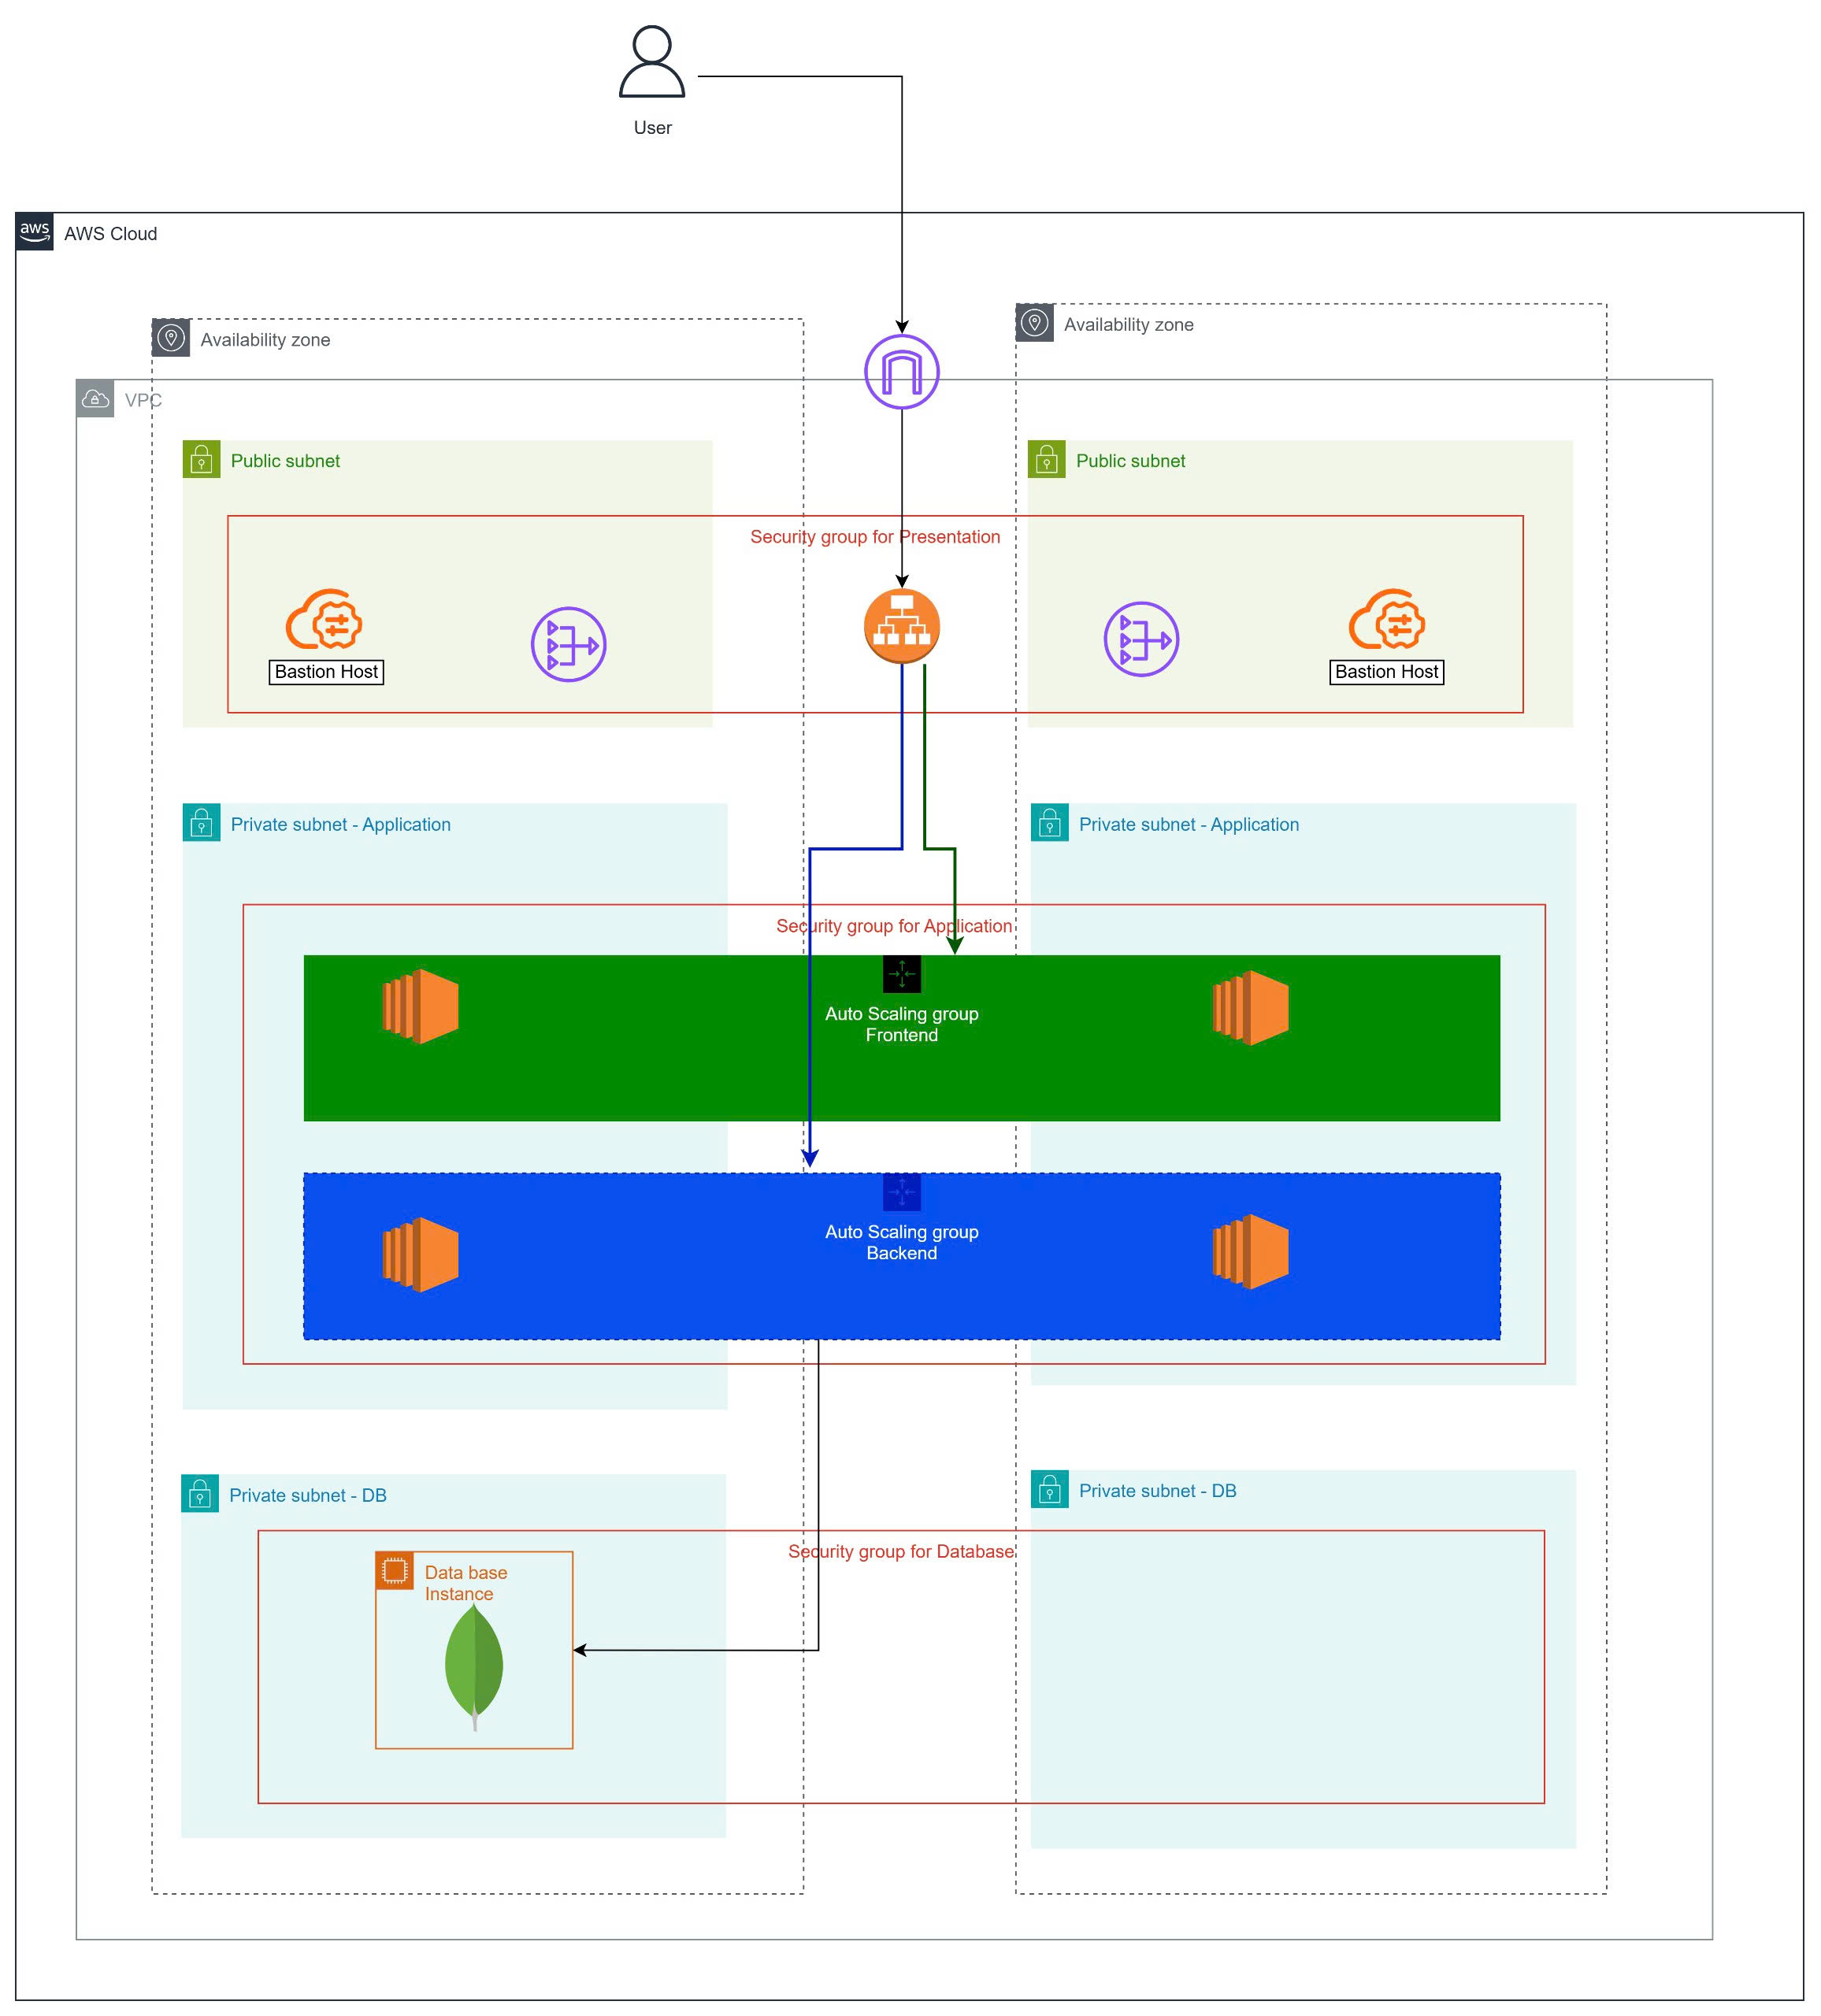 User
aws
AWS Cloud
Availability zone
Availability zone
VPC
Public subnet
Public subnet
Security group for Presentation
Bastion Host
Bastion Host
Private subnet - Application
Private subnet - Application
Security group for Application
Auto Scaling group
Frontend
Auto Scaling group
Backend
Private subnet - DB
Private subnet - DB
Security group for Database
Data base
Instance